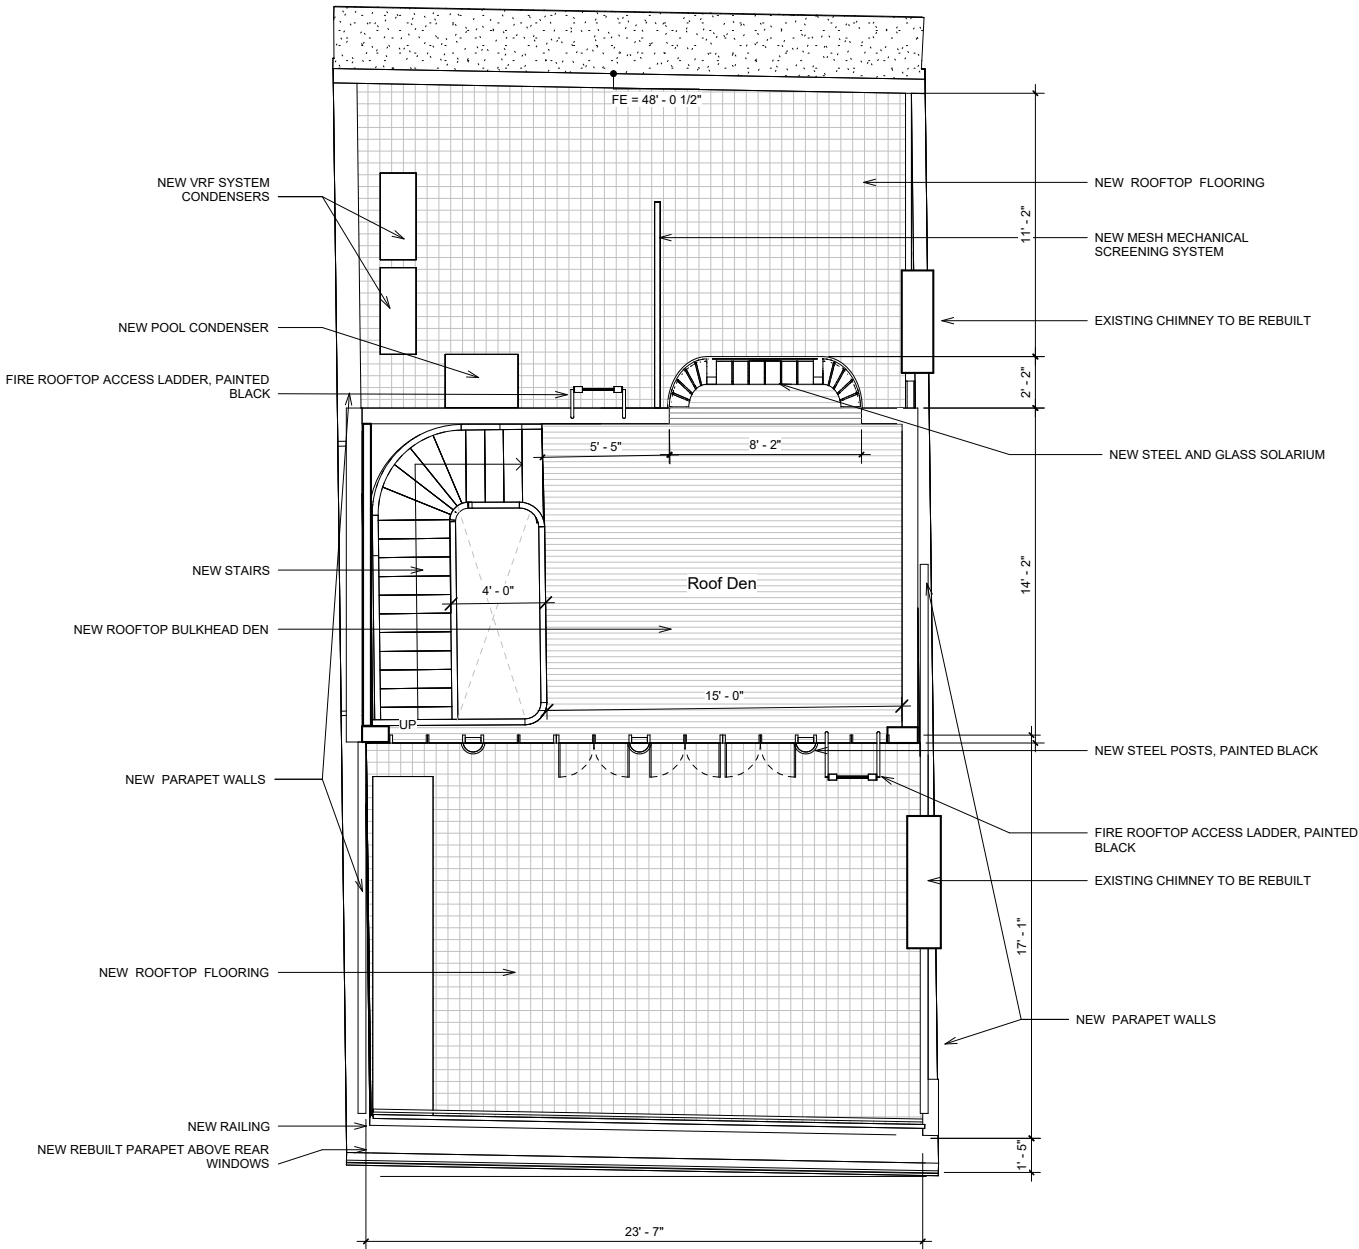 FE = 48' - 0 1/2"
NEW VRF SYSTEM
CONDENSERS
NEW ROOFTOP FLOORING
11' - 2"
NEW MESH MECHANICAL
SCREENING SYSTEM
NEW POOL CONDENSER
EXISTING CHIMNEY TO BE REBUILT
FIRE ROOFTOP ACCESS LADDER, PAINTED
BLACK
2' - 2"
5' - 5"
8' - 2"
NEW STEEL AND GLASS SOLARIUM
NEW STAIRS
4' - 0"
Roof Den
14' - 2"
NEW ROOFTOP BULKHEAD DEN
15' - 0"
UP
NEW STEEL POSTS, PAINTED BLACK
NEW PARAPET WALLS
FIRE ROOFTOP ACCESS LADDER, PAINTED
BLACK
EXISTING CHIMNEY TO BE REBUILT
17' - 1"
NEW ROOFTOP FLOORING
NEW PARAPET WALLS
NEW RAILING
NEW REBUILT PARAPET ABOVE REAR
WINDOWS
1' - 5"
23' - 7"